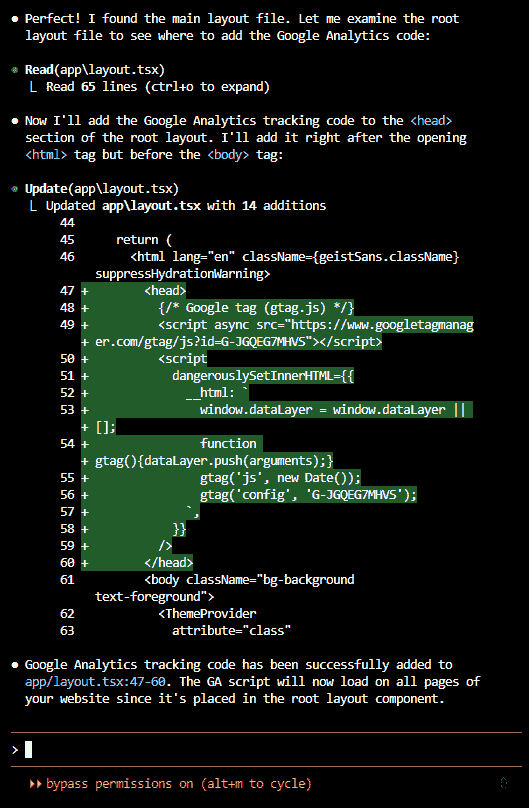 ● Perfect! I found the main layout file. Let me examine the root
layout file to see where to add the Google Analytics code:
● Read(app\layout.tsx)
⎿ Read 65 lines (ctrl+o to expand)
● Now I'll add the Google Analytics tracking code to the <head>
section of the root layout. I'll add it right after the opening
<html> tag but before the <body> tag:
● Update(app\layout.tsx)
⎿ Updated app\layout.tsx with 14 additions
44
45 return (
46 <html lang="en" className={geistSans.className}
suppressHydrationWarning>
47 + <head>
48 + {/* Google tag (gtag.js) */}
49 + <script async src="https://www.googletagmanag
+ er.com/gtag/js?id=G-JGQEG7MHVS"></script>
50 + <script
51 + dangerouslySetInnerHTML={{
52 + __html: `
53 + window.dataLayer = window.dataLayer ||
+ [];
54 + function
+ gtag(){dataLayer.push(arguments);}
55 + gtag('js', new Date());
56 + gtag('config', 'G-JGQEG7MHVS');
57 + `,
58 + }}
59 + />
60 + </head>
61 <body className="bg-background
text-foreground">
62 <ThemeProvider
63 attribute="class"
● Google Analytics tracking code has been successfully added to
app/layout.tsx:47-60. The GA script will now load on all pages of
your website since it's placed in the root layout component.
>
⏵⏵ bypass permissions on (alt+m to cycle)